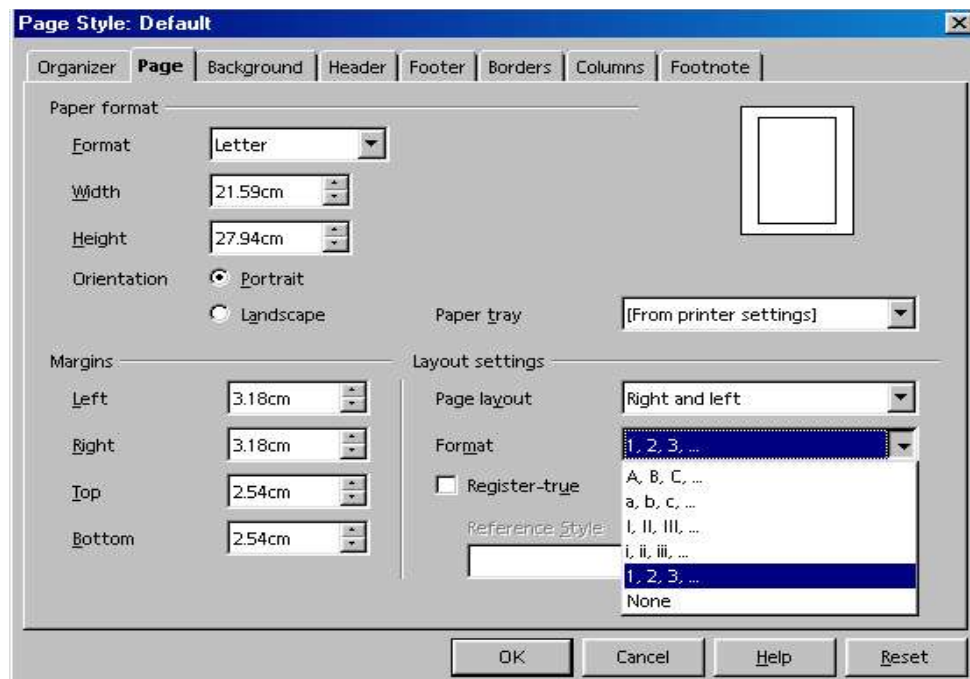 Page Style: Default
Organizer Page Background Header Footer Borders Columns Footnote
Paper format
Format Letter
Width 21.59cm
Height 27.94cm
Orientation Portrait
Landscape Paper tray [From printer settings]
Margins Layout settings
Left 3.18cm Page layout Right and left
Right 3.18cm Format 1, 2, 3, ...
A, B, C, ...
Top 2.54cm Register-true
a, b, c, ...
I, II, III, ...
Reference Style
Bottom 2.54cm
i, ii, iii, ...
1, 2, 3, ...
None
OK Cancel Help Reset